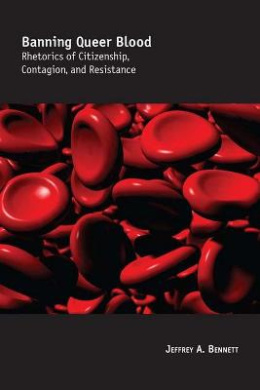 Banning Queer Blood
Rhetorics of Citizenship,
Contagion, and Resistance
Jeffrey A. Bennett